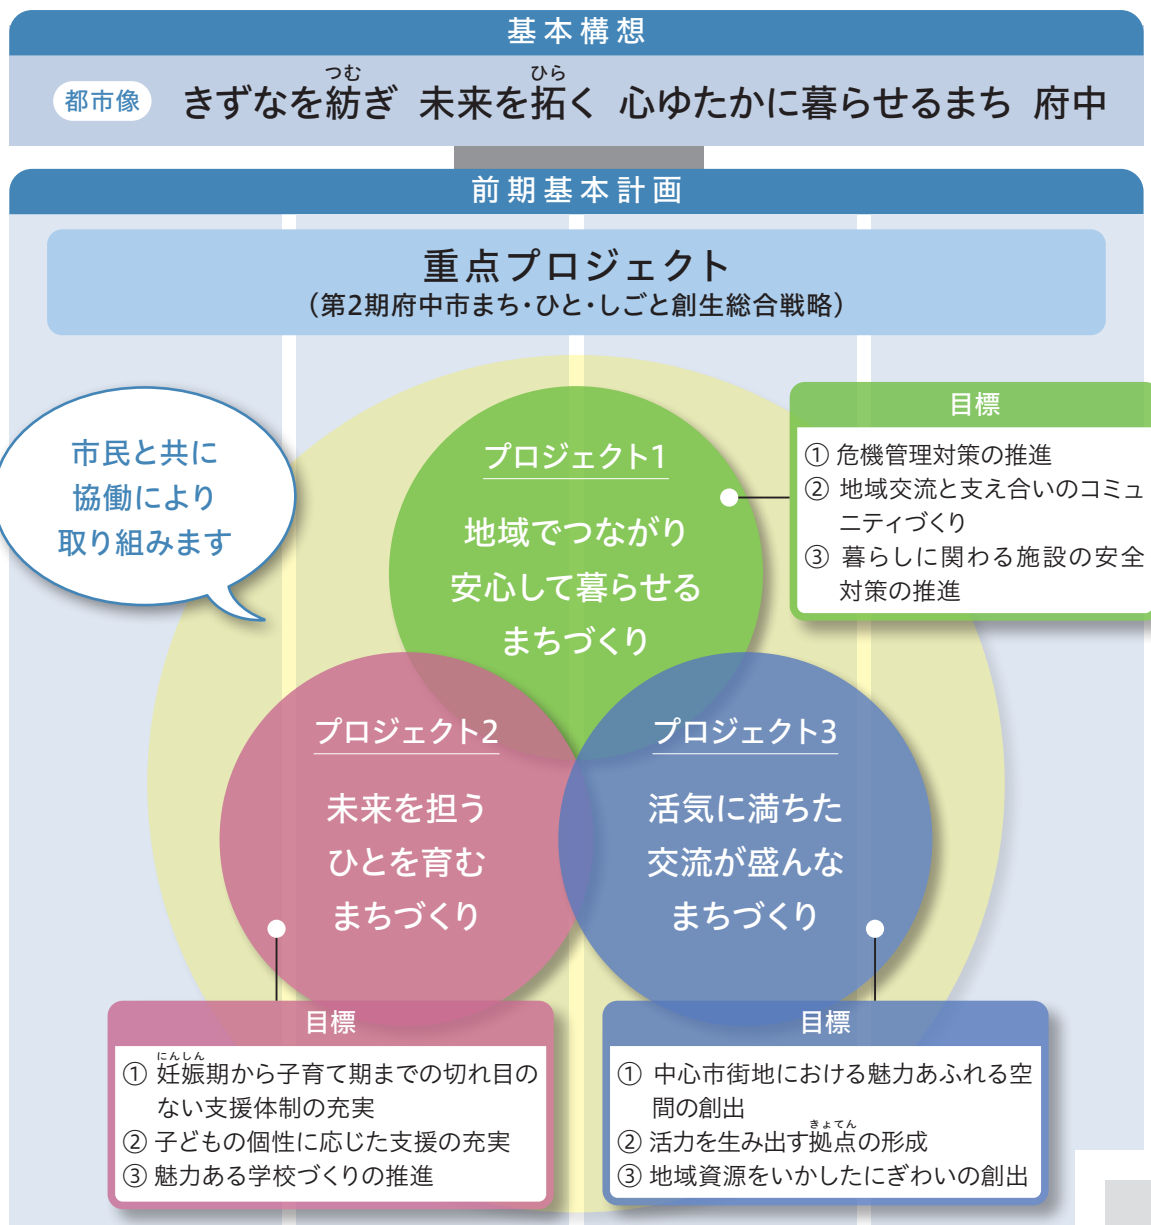 基本構想
都市像
きずなを紡ぎ 未来を拓く 心ゆたかに暮らせるまち 府中
つむ
ひら
前期基本計画
重点プロジェクト
（第2期府中市まち・ひと・しごと創生総合戦略）
市民と共に
協働により
取り組みます
プロジェクト1
地域でつながり
安心して暮らせる
まちづくり
目標
① 危機管理対策の推進
② 地域交流と支え合いのコミュ
ニティづくり
③ 暮らしに関わる施設の安全
対策の推進
プロジェクト2
未来を担う
ひとを育む
まちづくり
プロジェクト3
活気に満ちた
交流が盛んな
まちづくり
目標
にんしん
① 妊娠期から子育て期までの切れ目の
ない支援体制の充実
② 子どもの個性に応じた支援の充実
③ 魅力ある学校づくりの推進
目標
① 中心市街地における魅力あふれる空
間の創出
きょてん
② 活力を生み出す拠点の形成
③ 地域資源をいかしたにぎわいの創出